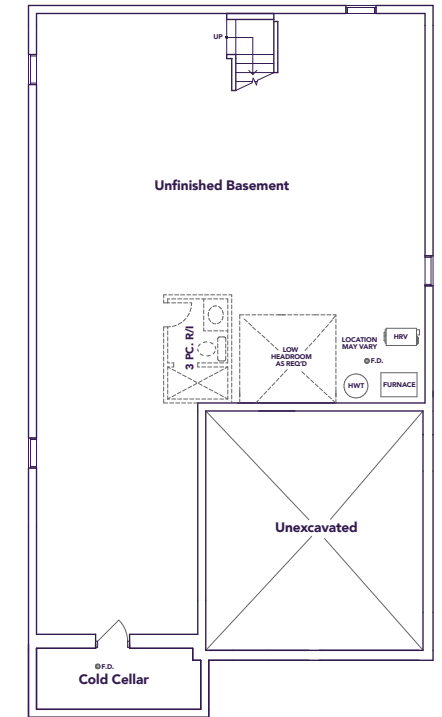 UP
Unfinished Basement
3 PC. R/I
LOW
HEADROOM
AS REQ'D
LOCATION
MAY VARY
HRV
F.D.
HWT
FURNACE
Unexcavated
F.D.
Cold Cellar